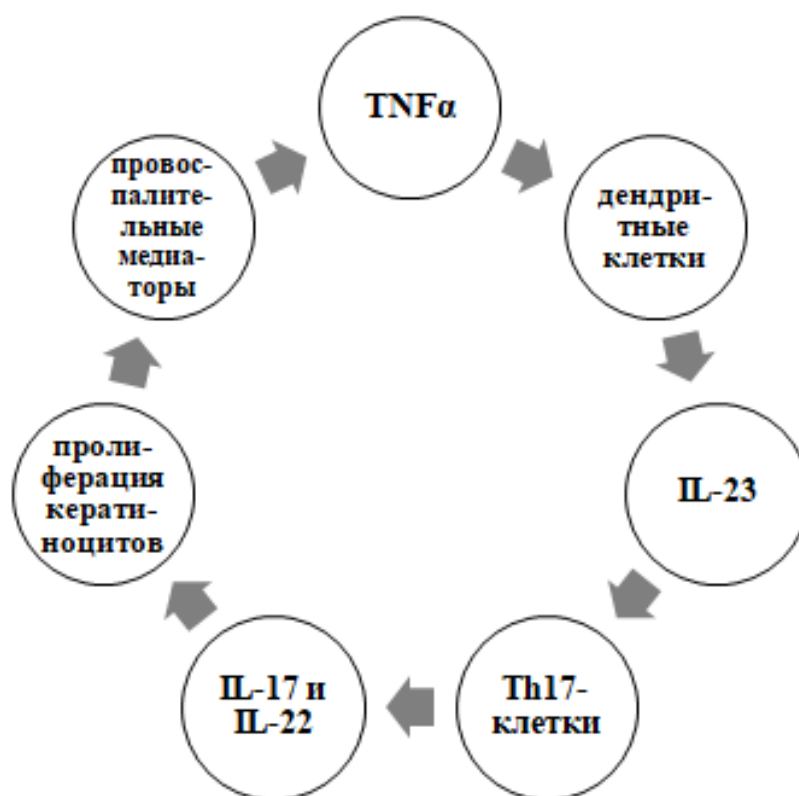 TNFα
дендри-
тные
клетки
IL-23
Th17-
клетки
IL-17 и
IL-22
проли-
ферация
керати-
ноцитов
провос-
палите-
льные
медиа-
торы